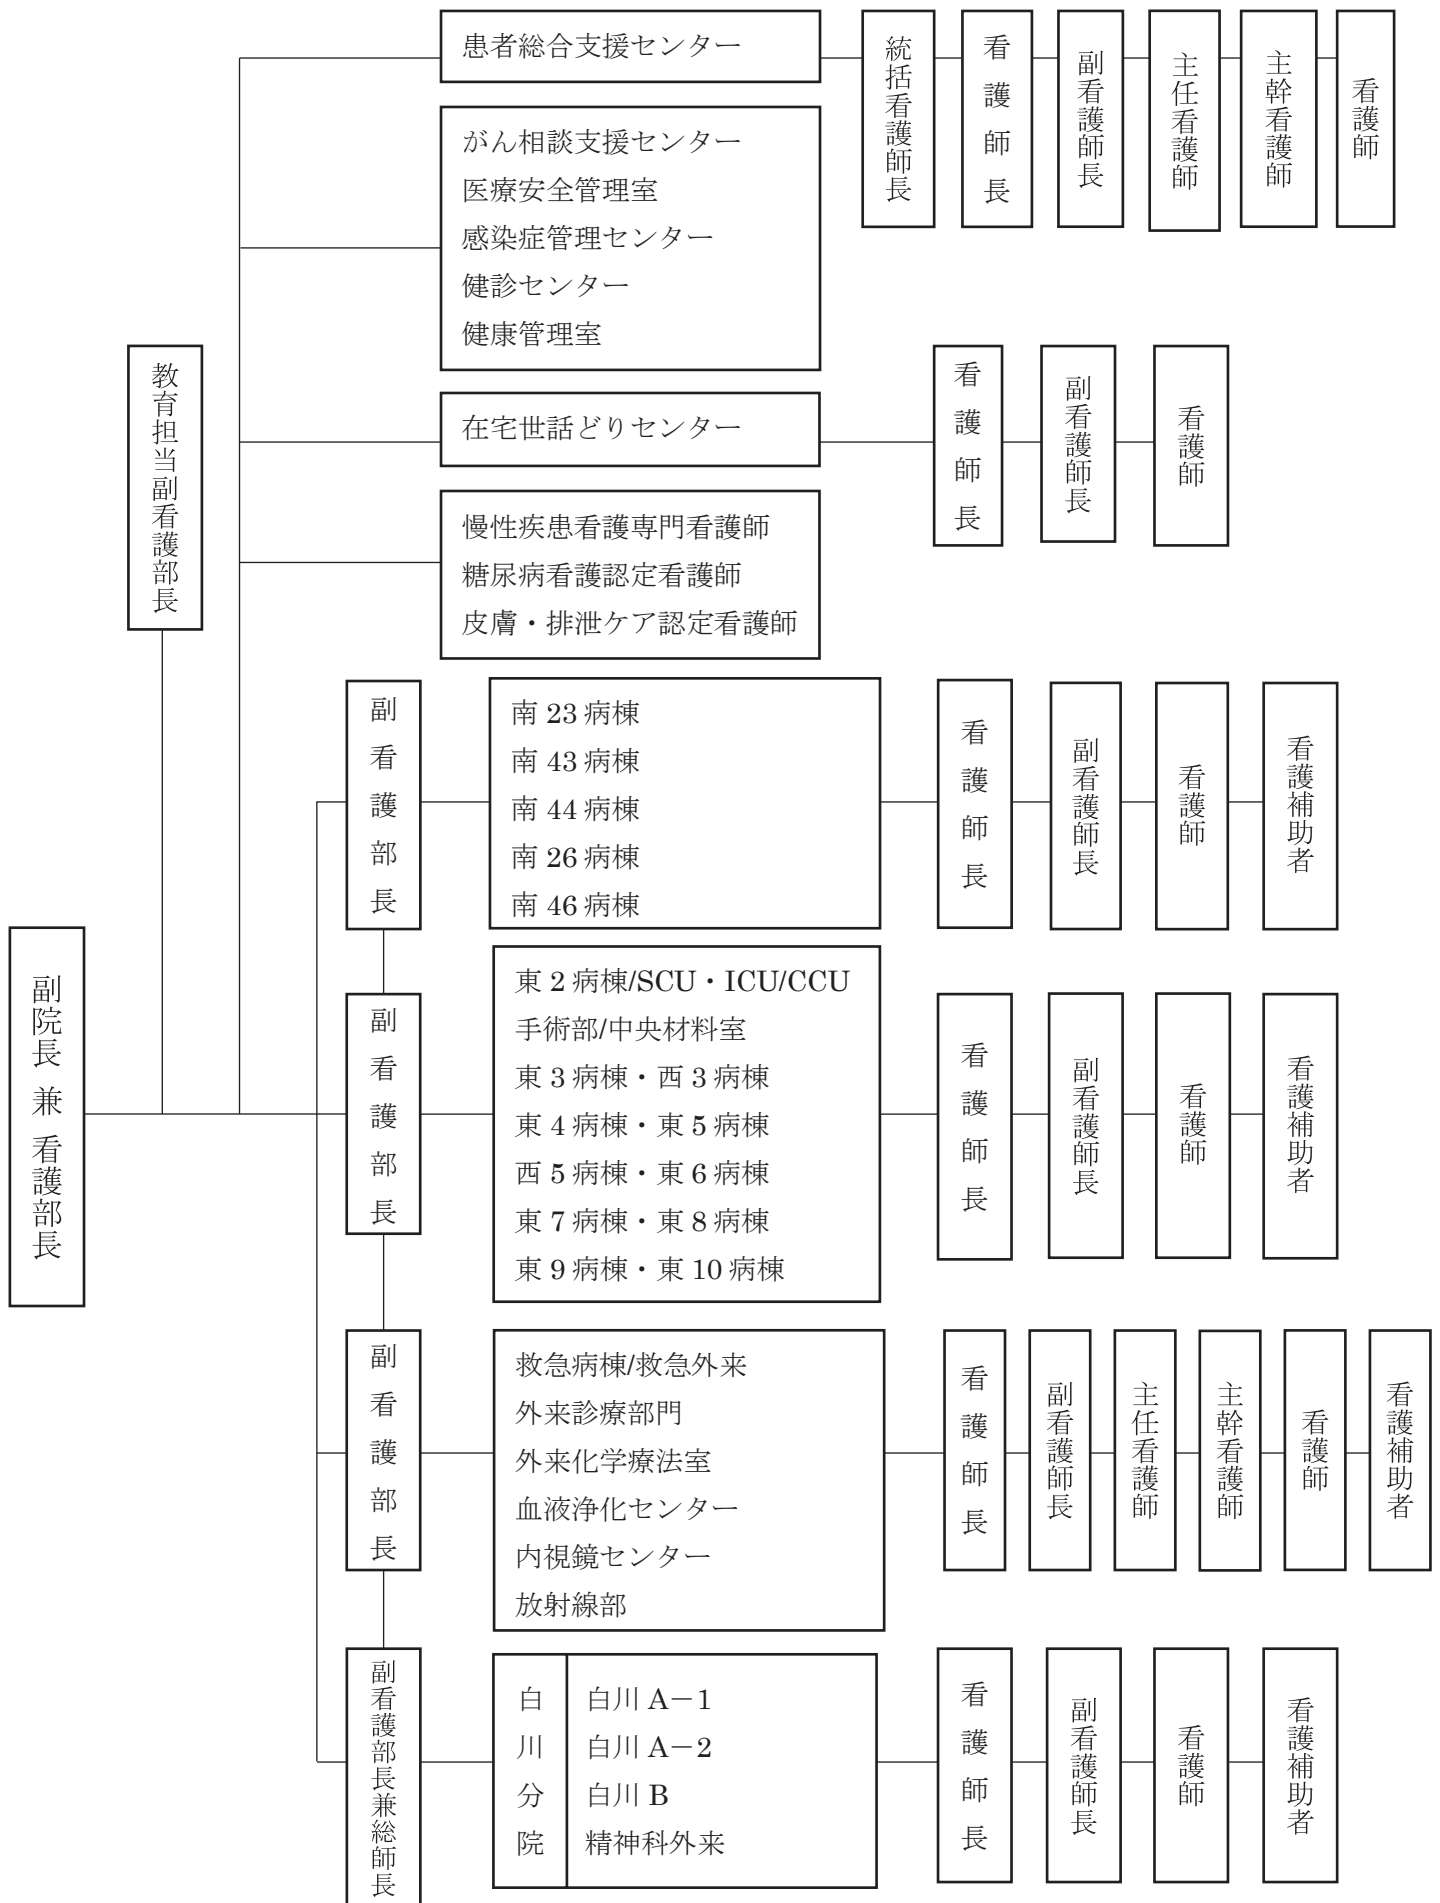 患者総合支援センター
統括看護師長
看護師長
副看護師長
主任看護師
主幹看護師
看護師
がん相談支援センター
医療安全管理室
感染症管理センター
健診センター
健康管理室
教育担当副看護部長
在宅世話どりセンター
看護師長
副看護師長
看護師
慢性疾患看護専門看護師
糖尿病看護認定看護師
皮膚・排泄ケア認定看護師
副看護部長
南 23 病棟
南 43 病棟
南 44 病棟
南 26 病棟
南 46 病棟
看護師長
副看護師長
看護師
看護補助者
副院長 兼 看護部長
副看護部長
東 2 病棟/SCU・ICU/CCU
手術部/中央材料室
東 3 病棟・西 3 病棟
東 4 病棟・東 5 病棟
西 5 病棟・東 6 病棟
東 7 病棟・東 8 病棟
東 9 病棟・東 10 病棟
看護師長
副看護師長
看護師
看護補助者
副看護部長
救急病棟/救急外来
外来診療部門
外来化学療法室
血液浄化センター
内視鏡センター
放射線部
看護師長
副看護師長
主任看護師
主幹看護師
看護師
看護補助者
副看護部長兼総師長
白川分院
白川 A－1
白川 A－2
白川 B
精神科外来
看護師長
副看護師長
看護師
看護補助者